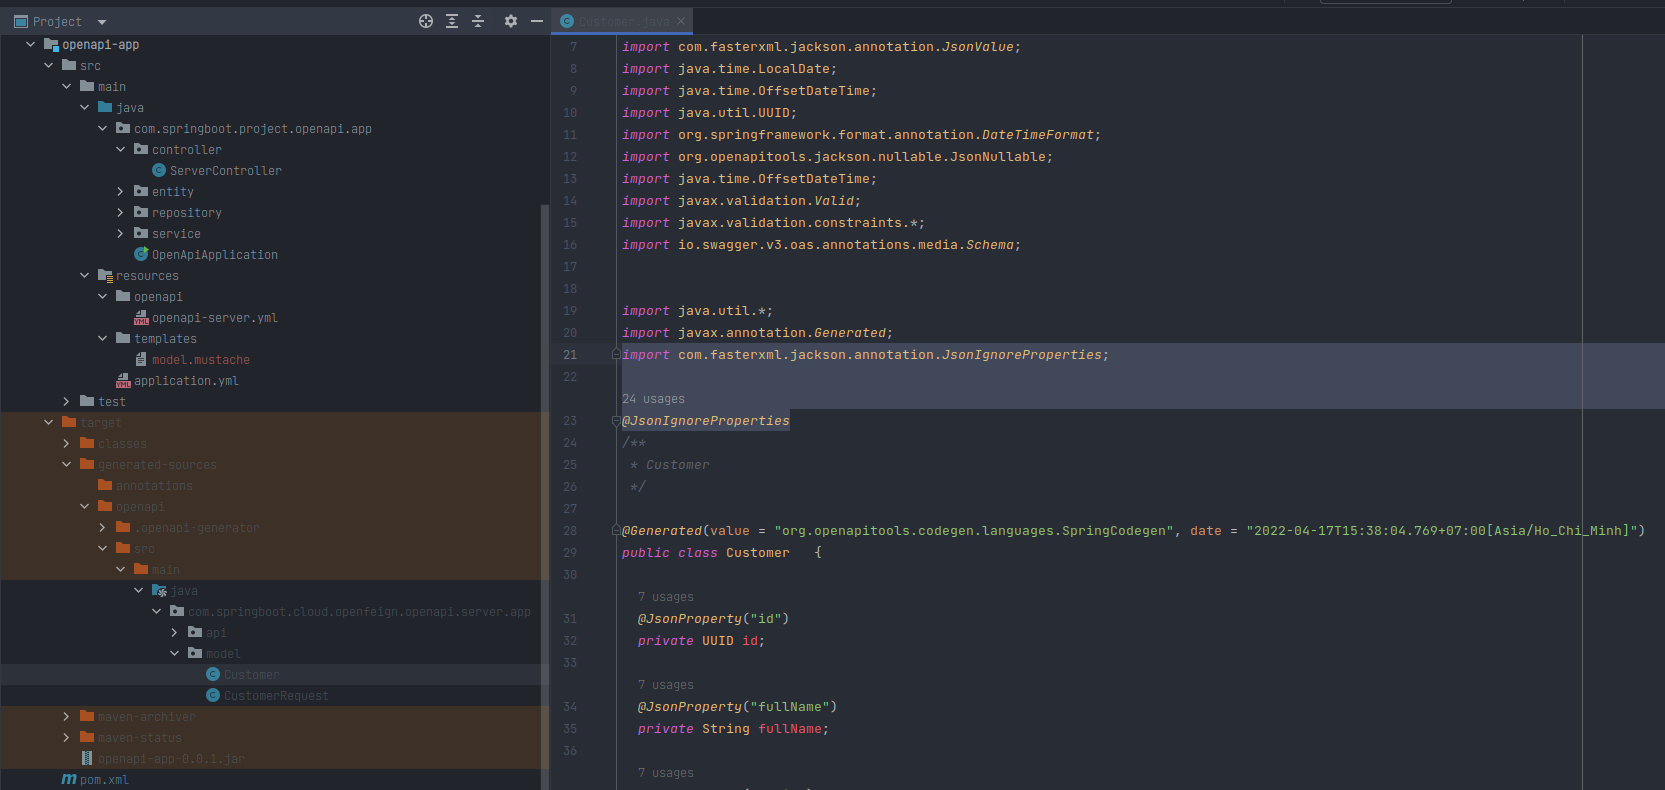 Project
openapi-app
src
main
java
com.springboot.project.openapi.app
controller
ServerController
entity
repository
service
OpenApiApplication
resources
openapi
openapi-server.yml
templates
model.mustache
application.yml
test
target
classes
generated-sources
annotations
openapi
.openapi-generator
src
main
java
com.springboot.cloud.openfeign.openapi.server.app
api
model
Customer
CustomerRequest
maven-archiver
maven-status
openapi-app-0.0.1.jar
pom.xml
Customer.java
7 import com.fasterxml.jackson.annotation.JsonValue;
8 import java.time.LocalDate;
9 import java.time.OffsetDateTime;
10 import java.util.UUID;
11 import org.springframework.format.annotation.DateTimeFormat;
12 import org.openapitools.jackson.nullable.JsonNullable;
13 import java.time.OffsetDateTime;
14 import javax.validation.Valid;
15 import javax.validation.constraints.*;
16 import io.swagger.v3.oas.annotations.media.Schema;
17
18
19 import java.util.*;
20 import javax.annotation.Generated;
21 import com.fasterxml.jackson.annotation.JsonIgnoreProperties;
22
24 usages
23 @JsonIgnoreProperties
24 /**
25 * Customer
26 */
27
28 @Generated(value = "org.openapitools.codegen.languages.SpringCodegen", date = "2022-04-17T15:38:04.769+07:00[Asia/Ho_Chi_Minh]")
29 public class Customer {
30
7 usages
31 @JsonProperty("id")
32 private UUID id;
33
7 usages
34 @JsonProperty("fullName")
35 private String fullName;
36
7 usages